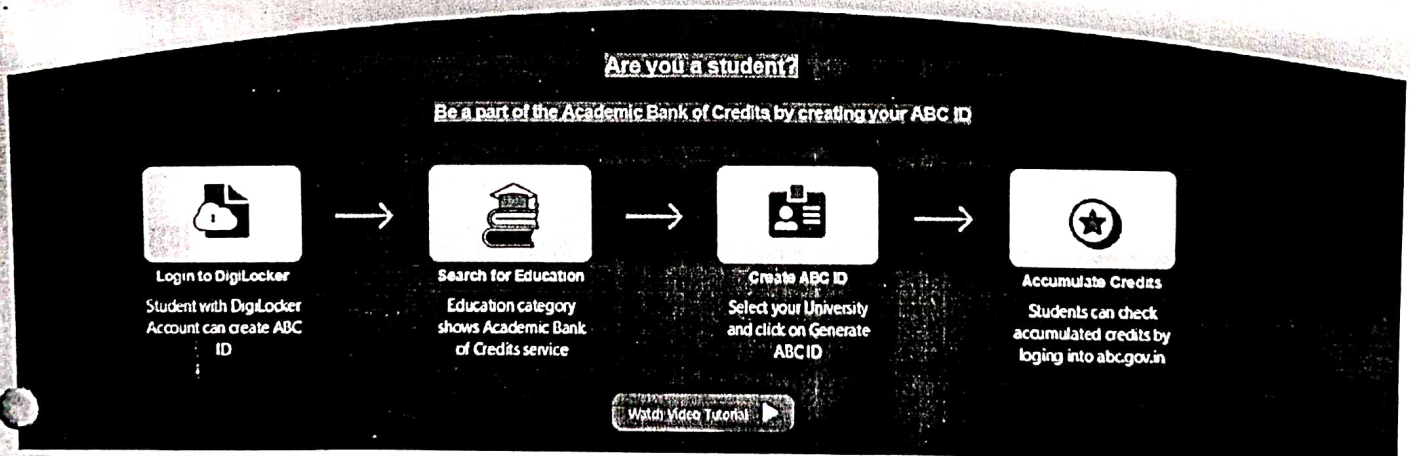 Are you a student?
Be a part of the Academic Bank of Credits by creating your ABC ID
Login to DigiLocker
Student with DigiLocker
Account can create ABC
ID
Search for Education
Education category
shows Academic Bank
of Credits service
Create ABC ID
Select your University
and click on Generate
ABC ID
Accumulate Credits
Students can check
accumulated credits by
loging into abc.gov.in
Watch Video Tutorial